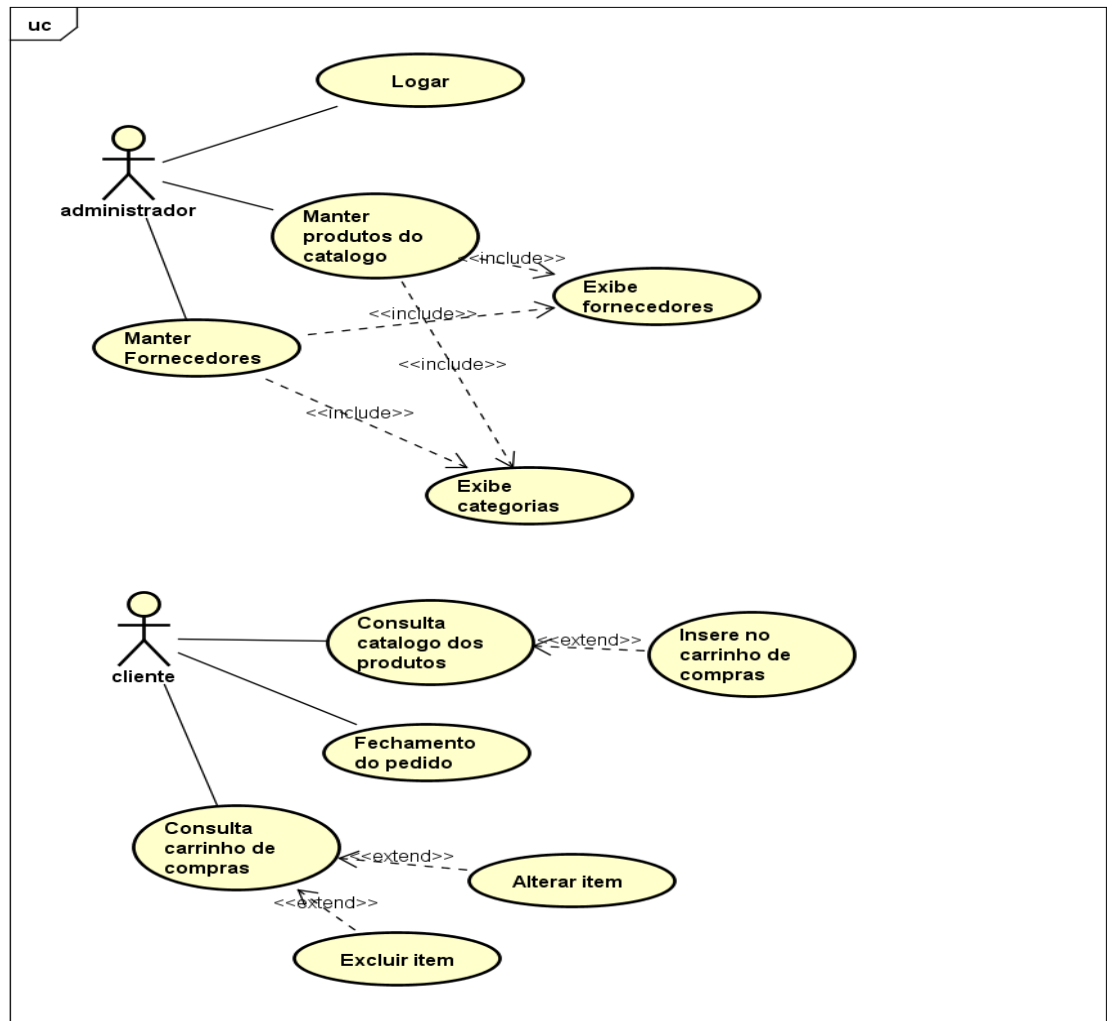 uc
Logar
administrador
Manter
produtos do
catalogo
<<include>>
Exibe
fornecedores
<<include>>
Manter
Fornecedores
<<include>>
<<include>>
Exibe
categorias
cliente
Consulta
catalogo dos
produtos
<<extend>>
Insere no
carrinho de
compras
Fechamento
do pedido
Consulta
carrinho de
compras
<<extend>>
Alterar item
<<extend>>
Excluir item